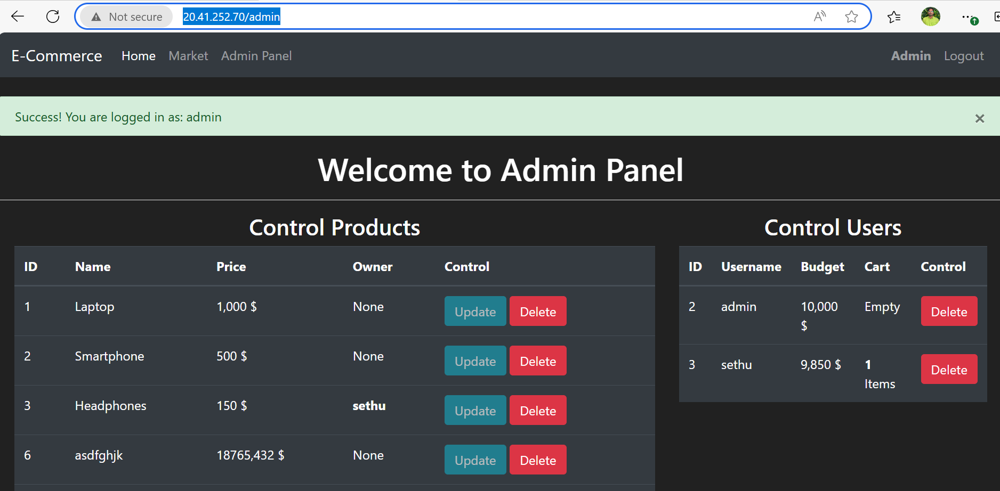 Not secure 20.41.252.70/admin
E-Commerce Home Market Admin Panel Admin Logout
Success! You are logged in as: admin ×
Welcome to Admin Panel
Control Products
ID Name Price Owner Control
1 Laptop 1,000 $ None Update Delete
2 Smartphone 500 $ None Update Delete
3 Headphones 150 $ sethu Update Delete
6 asdfghjk 18765,432 $ None Update Delete
Control Users
ID Username Budget Cart Control
2 admin 10,000 Empty Delete
$
3 sethu 9,850 $ 1 Delete
Items